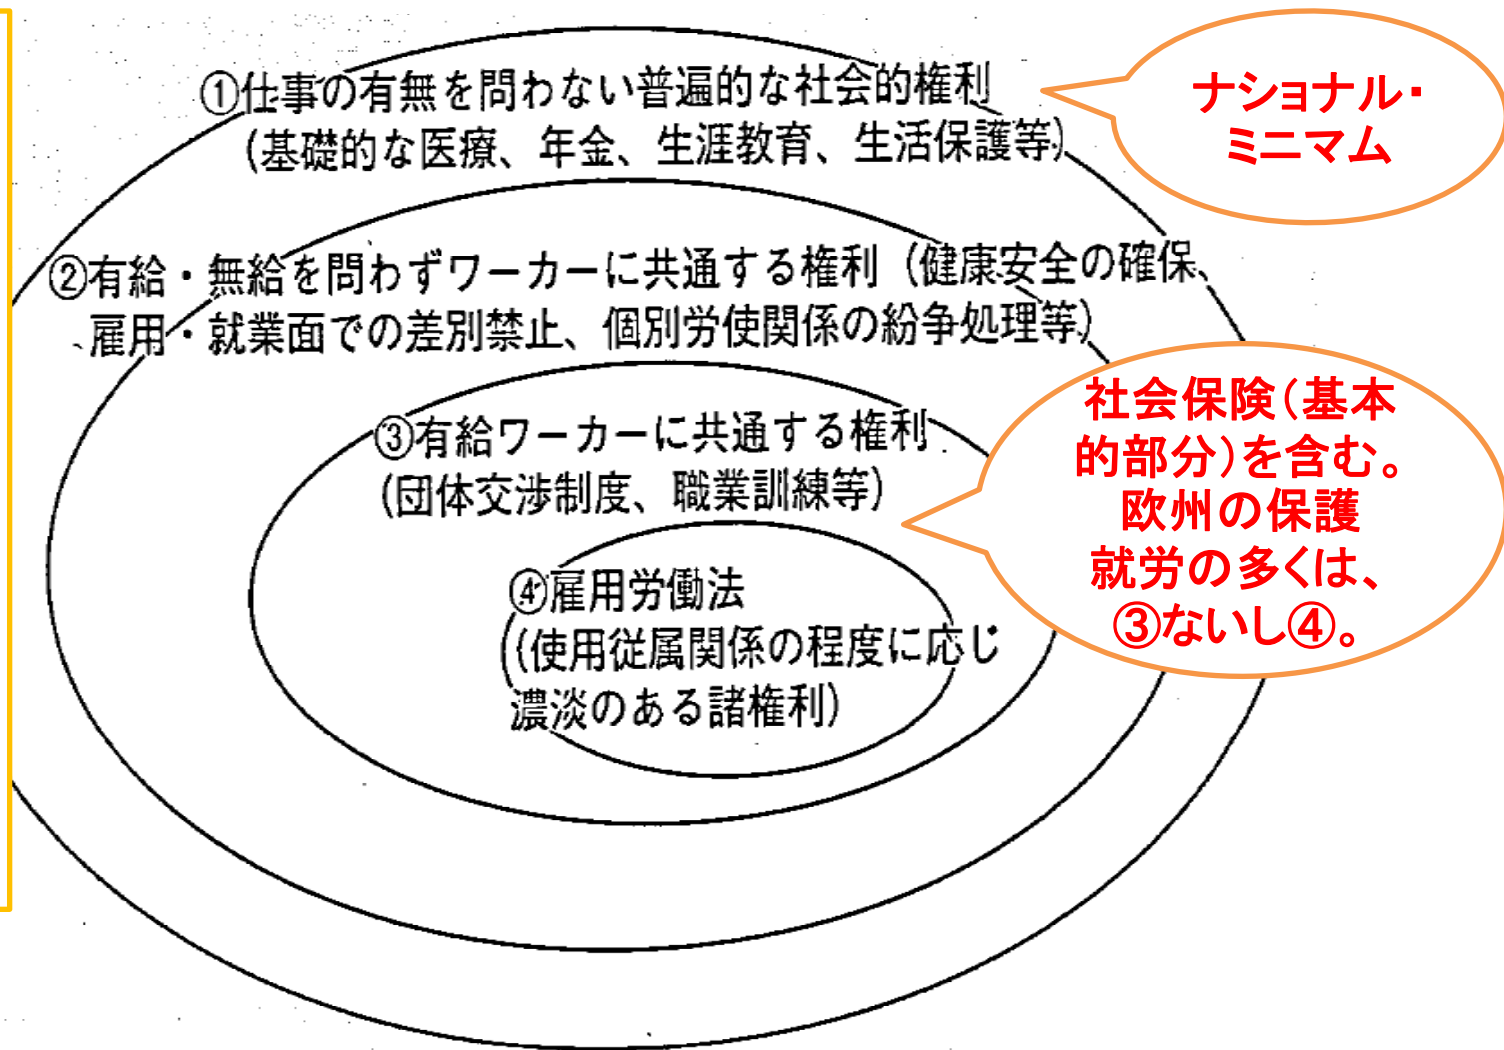 ①仕事の有無を問わない普遍的な社会的権利
(基礎的な医療、年金、生涯教育、生活保護等)
ナショナル・
ミニマム
②有給・無給を問わずワーカーに共通する権利（健康安全の確保、
雇用・就業面での差別禁止、個別労使関係の紛争処理等）
③有給ワーカーに共通する権利
(団体交渉制度、職業訓練等)
社会保険（基本
的部分）を含む。
欧州の保護
就労の多くは、
③ないし④。
④雇用労働法
(使用従属関係の程度に応じ
濃淡のある諸権利)